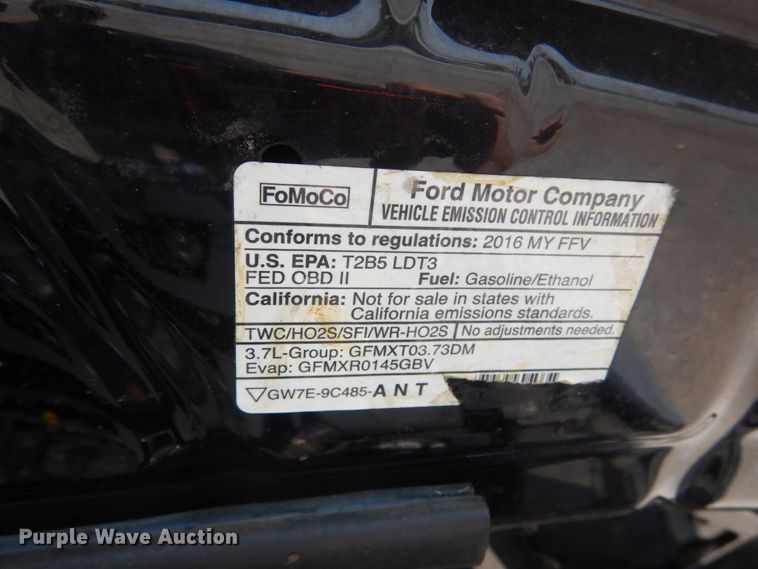 FoMoCo
Ford Motor Company
VEHICLE EMISSION CONTROL INFORMATION
Conforms to regulations: 2016 MY FFV
U.S. EPA: T2B5 LDT3
FED OBD II Fuel: Gasoline/Ethanol
California: Not for sale in states with
California emissions standards.
TWC/HO2S/SFI/WR-HO2S No adjustments needed.
3.7L-Group: GFMXT03.73DM
Evap: GFMXR0145GBV
GW7E-9C485-ANT
Purple Wave Auction